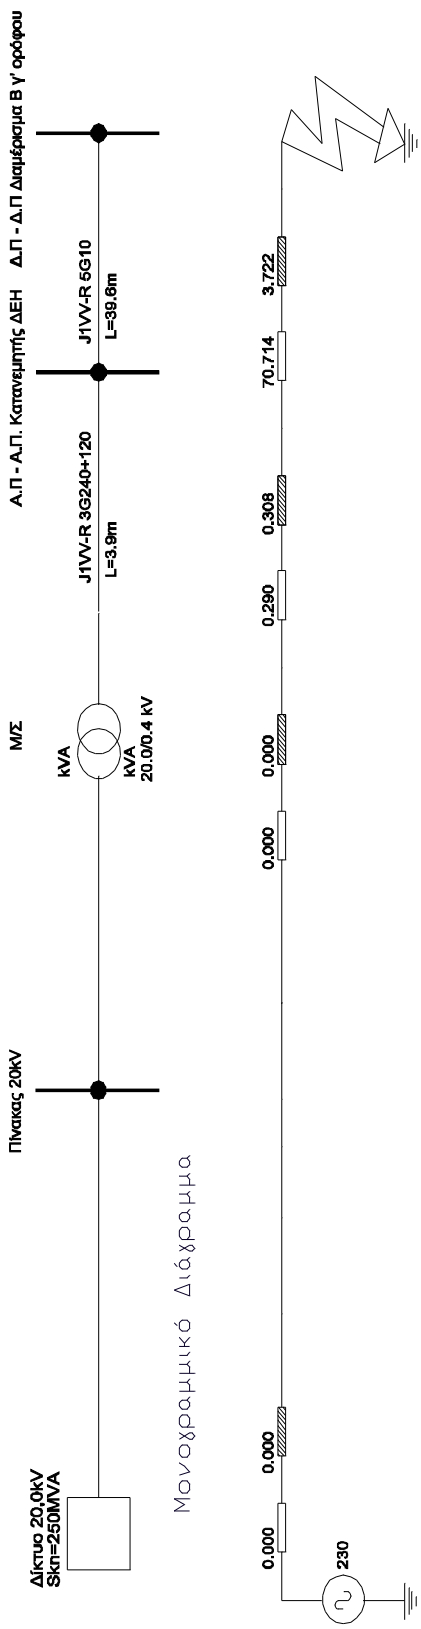 Δίκτυο 20,0kV
Skn=250MVA
Πίνακας 20kV
Μ/Σ
kVA
kVA
20.0/0.4 kV
Α.Π - Α.Π. Κατανεμητής ΔΕΗ
J1VV-R 3G240+120
L=3.9m
Δ.Π - Δ.Π Διαμέρισμα Β γ' ορόφου
J1VV-R 5G10
L=39.6m
Μονογραμμικό Διάγραμμα
230
0.000
0.000
0.000
0.000
0.290
0.308
70.714
3.722